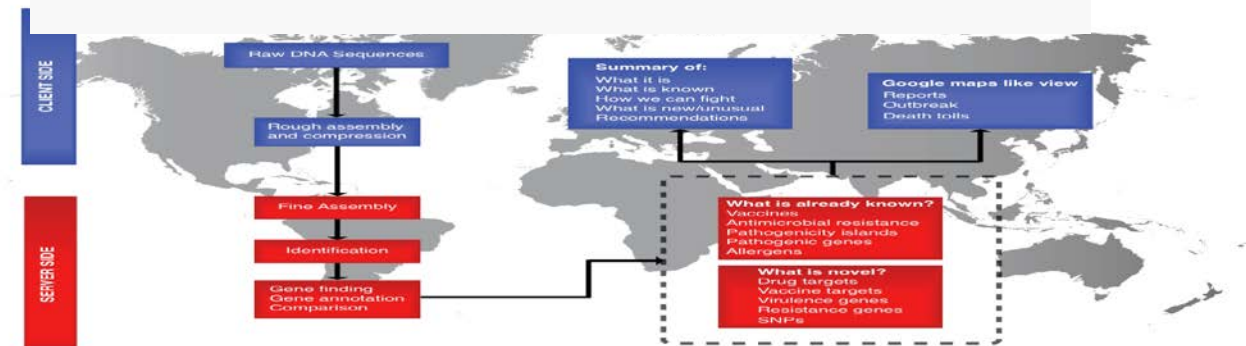 CLIENT SIDE
Raw DNA Sequences
Rough assembly
and compression
SERVER SIDE
Fine Assembly
Identification
Gene finding
Gene annotation
Comparison
Summary of:
What it is
What is known
How we can fight
What is new/unusual
Recommendations
Google maps like view
Reports
Outbreak
Death tolls
What is already known?
Vaccines
Antimicrobial resistance
Pathogenicity islands
Pathogenic genes
Allergens
What is novel?
Drug targets
Vaccine targets
Virulence genes
Resistance genes
SNPs